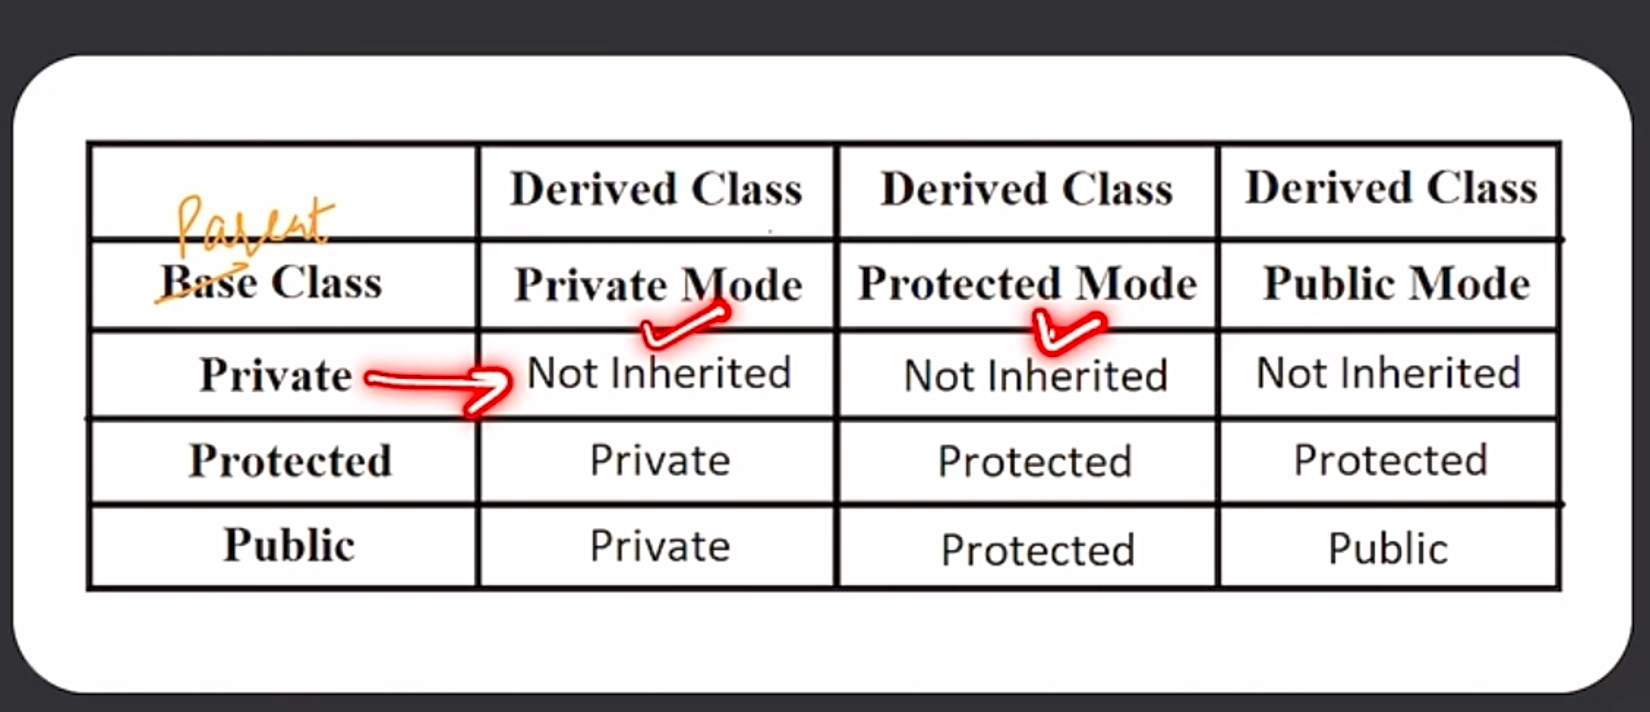 Derived Class Derived Class Derived Class
Parent
Base Class Private Mode Protected Mode Public Mode
Private Not Inherited Not Inherited Not Inherited
Protected Private Protected Protected
Public Private Protected Public